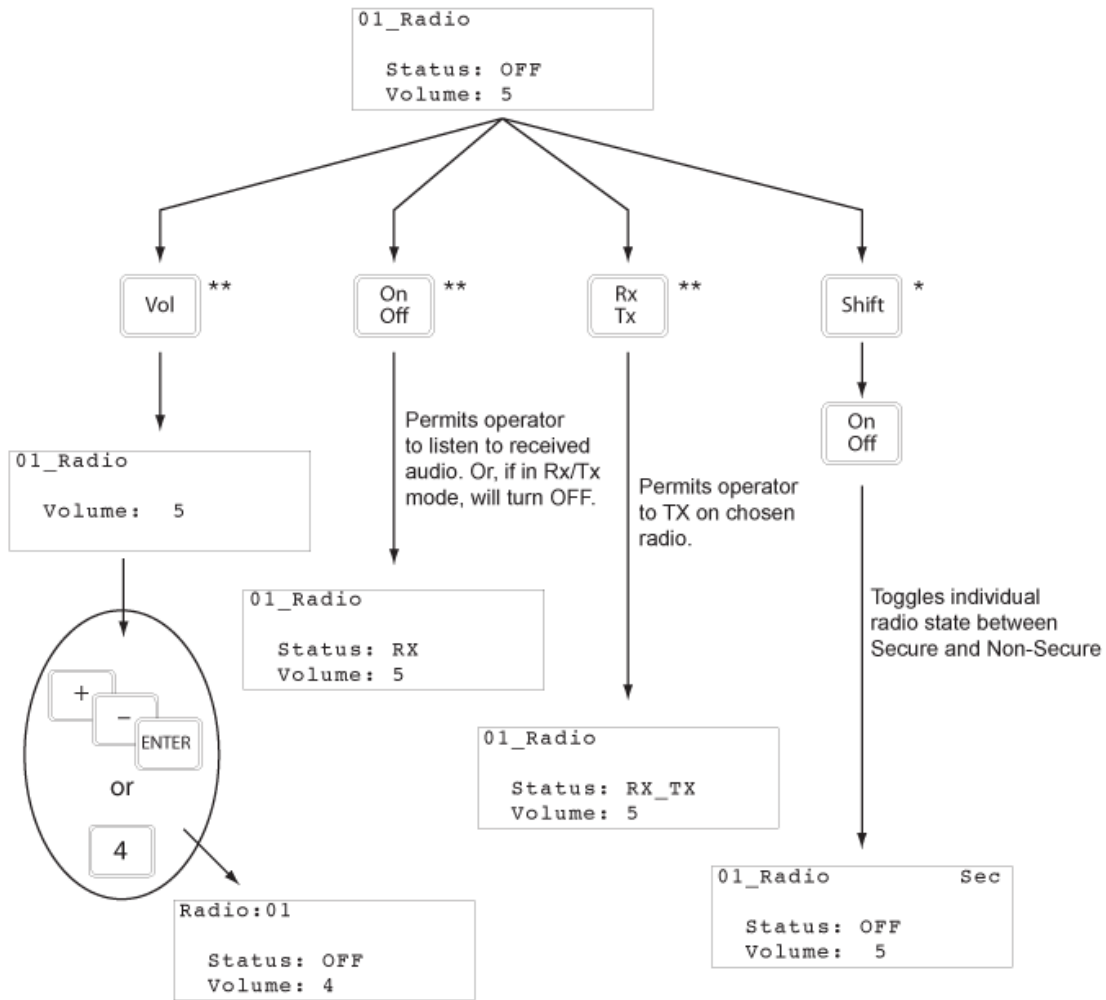 01_Radio
Status: OFF
Volume: 5
Vol
**
On
Off
**
Rx
Tx
**
Shift
*
On
Off
Permits operator
to listen to received
audio. Or, if in Rx/Tx
mode, will turn OFF.
Permits operator
to TX on chosen
radio.
Toggles individual
radio state between
Secure and Non-Secure
01_Radio
Volume: 5
+
-
ENTER
or
4
01_Radio
Status: RX
Volume: 5
01_Radio
Status: RX_TX
Volume: 5
01_Radio Sec
Status: OFF
Volume: 5
Radio:01
Status: OFF
Volume: 4